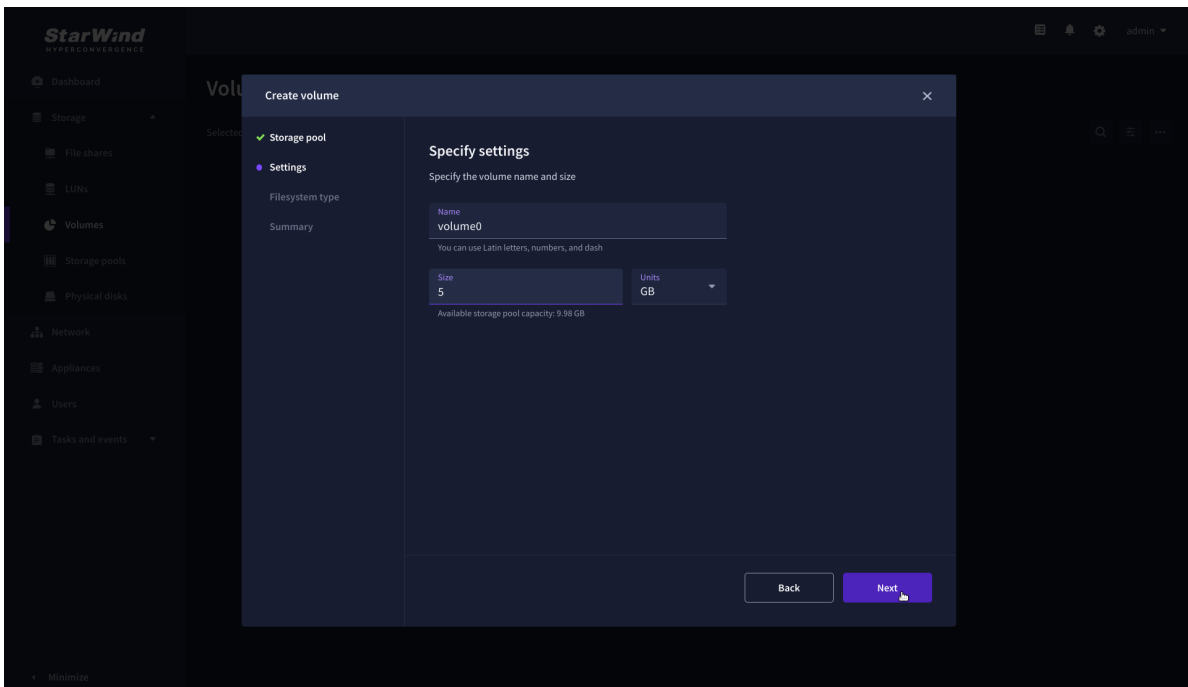 StarWind
HYPERCONVERGENCE
admin
Dashboard
Storage
File shares
LUNs
Volumes
Storage pools
Physical disks
Network
Appliances
Users
Tasks and events
Minimize
Volu
Selected
Create volume
Storage pool
Settings
Filesystem type
Summary
Specify settings
Specify the volume name and size
Name
volume0
You can use Latin letters, numbers, and dash
Size
5
Units
GB
Available storage pool capacity: 9.98 GB
Back
Next